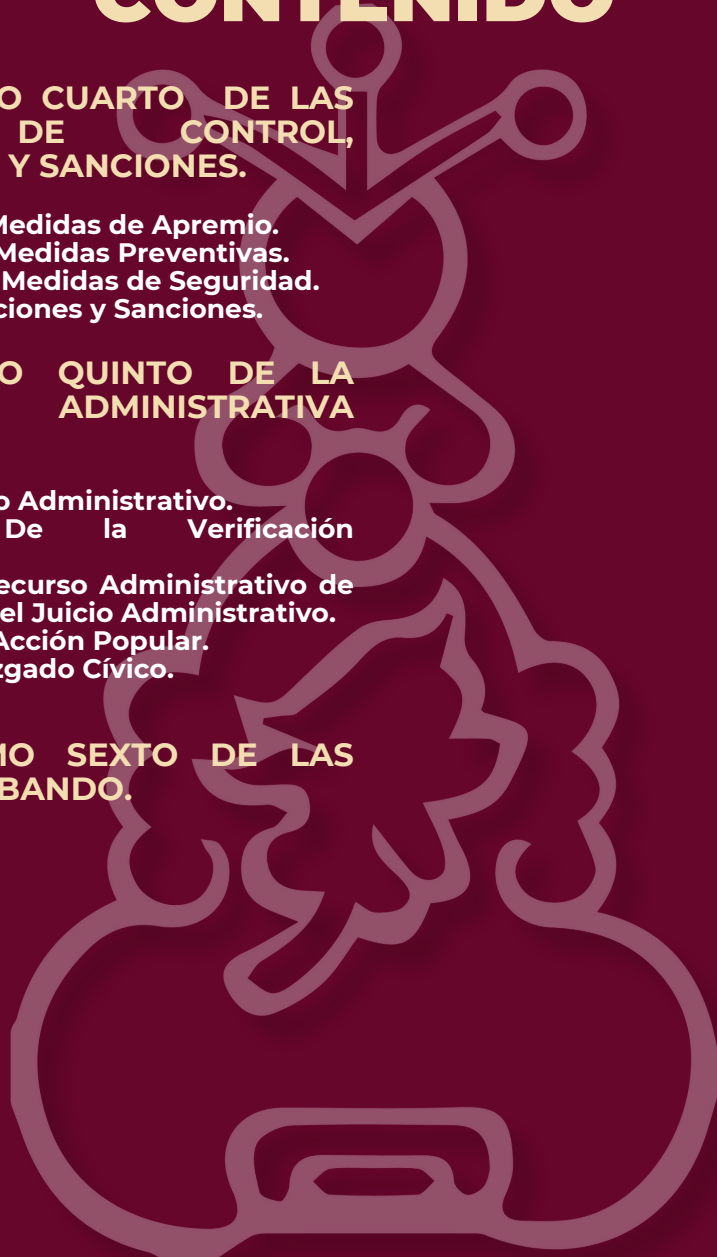 CONTENIDO
O CUARTO DE LAS
DE CONTROL,
Y SANCIONES.
Medidas de Apremio.
Medidas Preventivas.
Medidas de Seguridad.
ciones y Sanciones.
O QUINTO DE LA
ADMINISTRATIVA
o Administrativo.
De la Verificación
ecurso Administrativo de
el Juicio Administrativo.
Acción Popular.
zgado Cívico.
MO SEXTO DE LAS
BANDO.